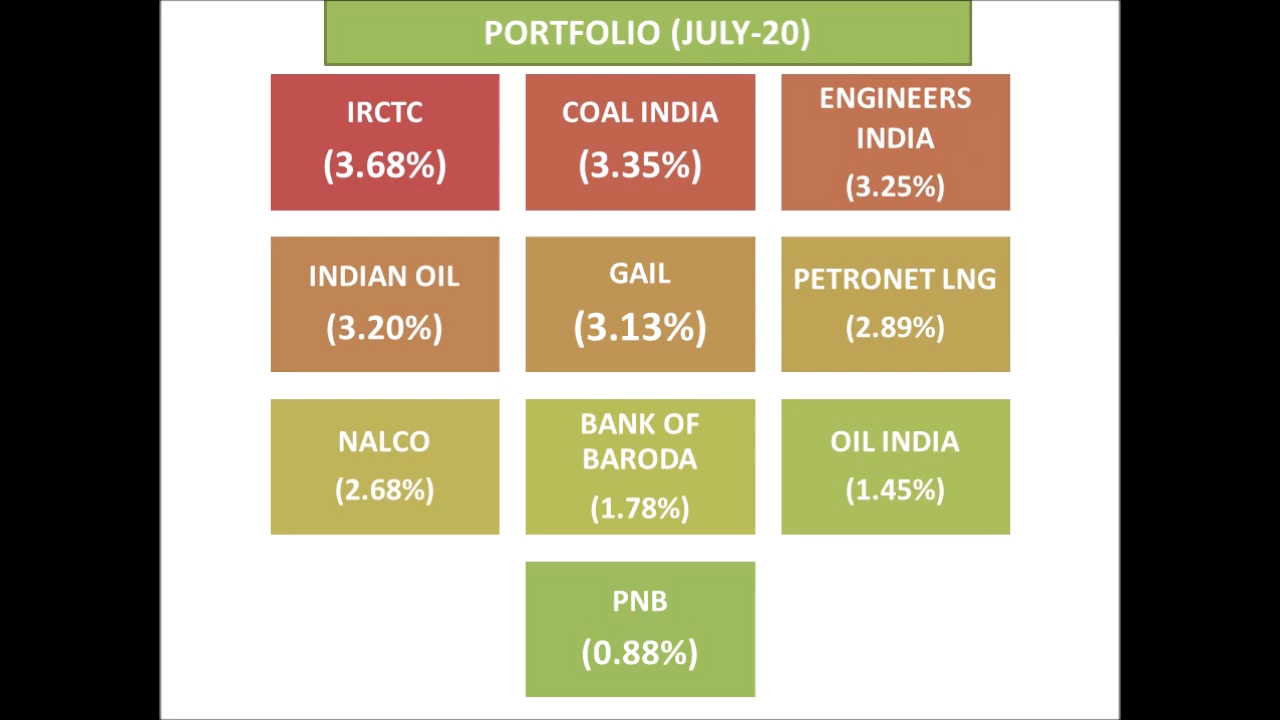 PORTFOLIO (JULY-20)
IRCTC
(3.68%)
COAL INDIA
(3.35%)
ENGINEERS
INDIA
(3.25%)
INDIAN OIL
(3.20%)
GAIL
(3.13%)
PETRONET LNG
(2.89%)
NALCO
(2.68%)
BANK OF
BARODA
(1.78%)
OIL INDIA
(1.45%)
PNB
(0.88%)